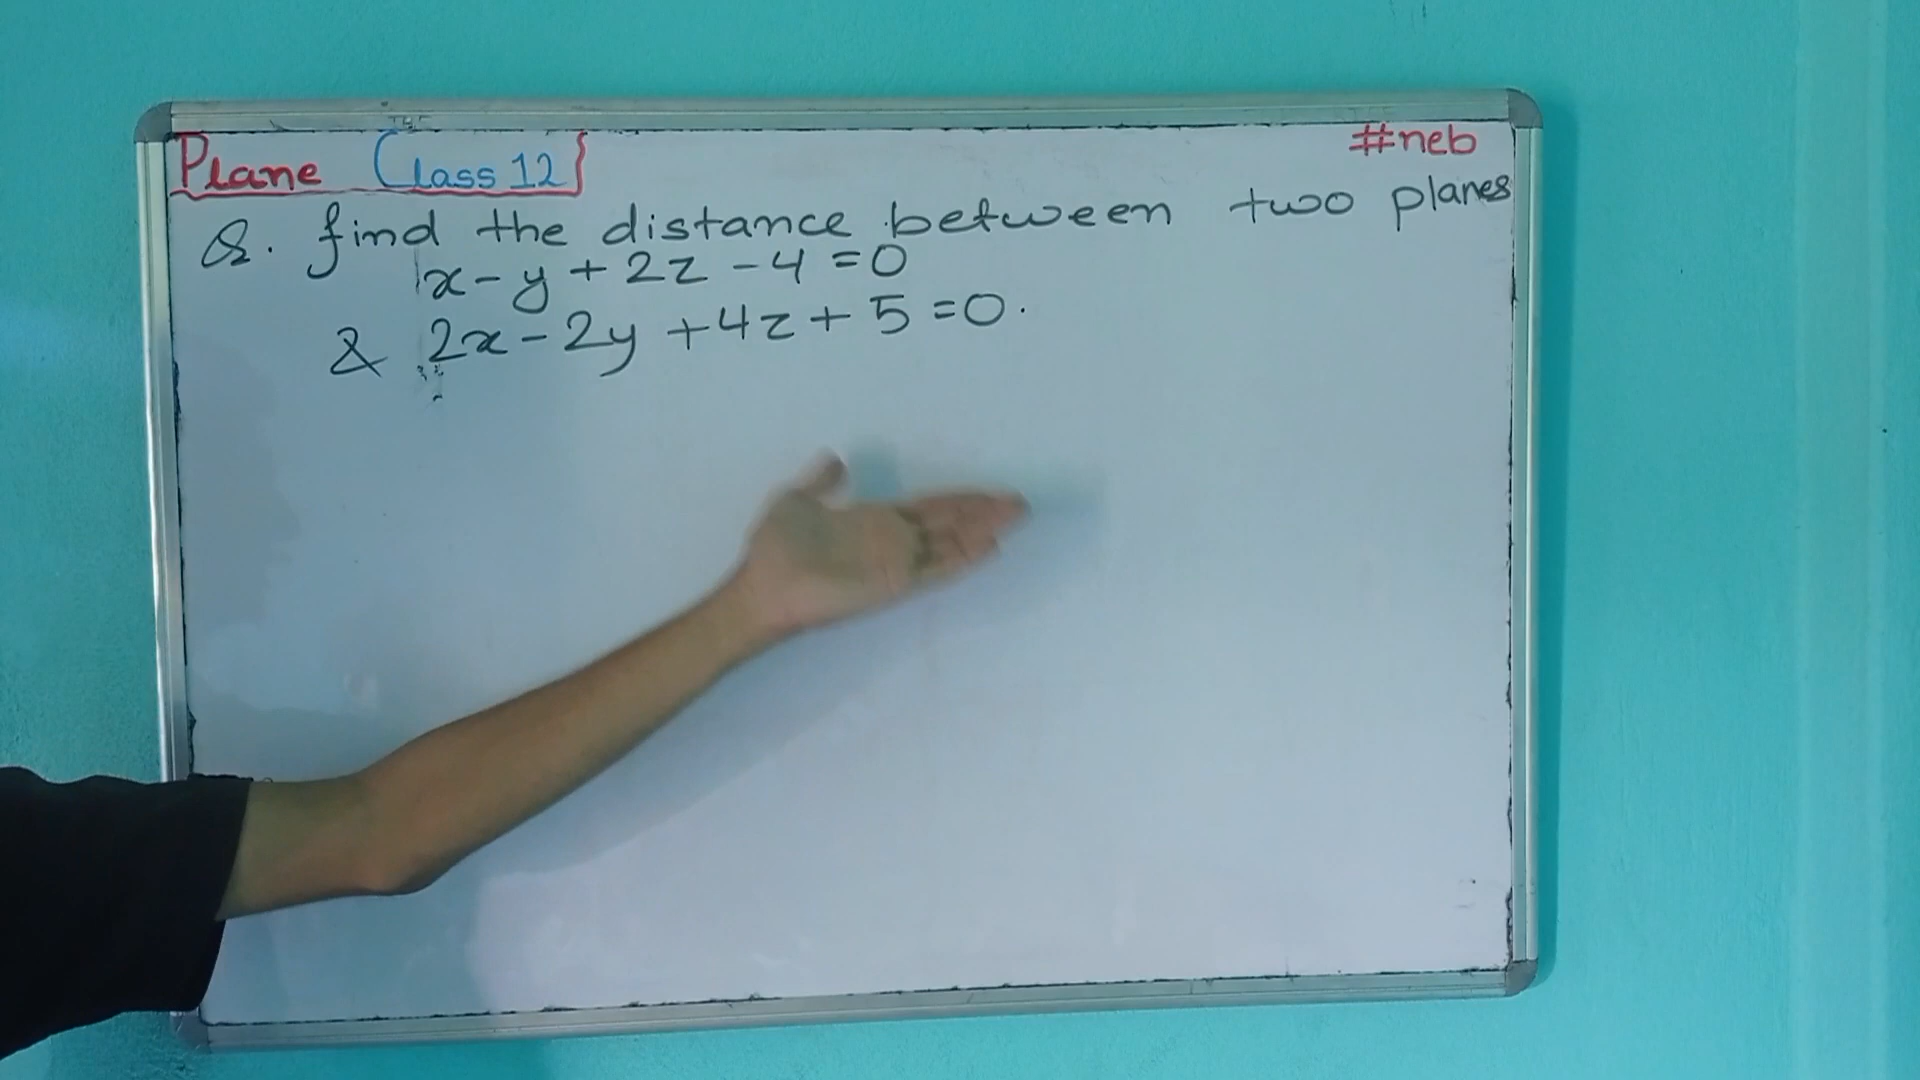 Plane Class 12
#neb
Q. find the distance between two planes
x - y + 2z - 4 = 0
& 2x - 2y + 4z + 5 = 0.